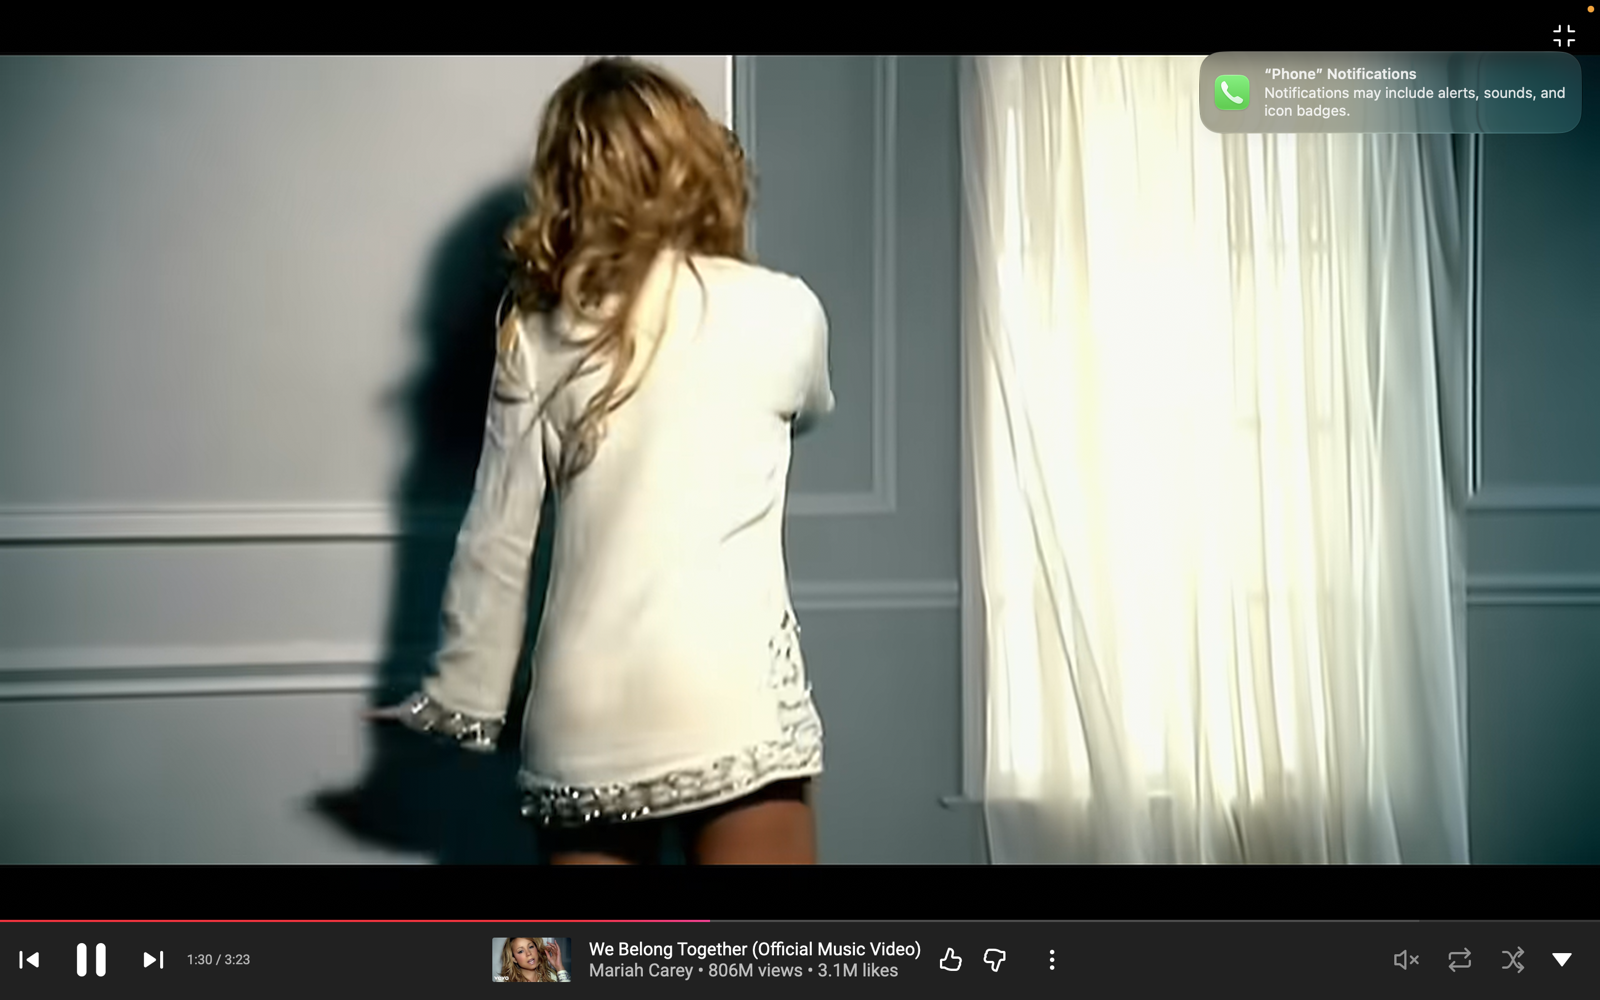 “Phone” Notifications
Notifications may include alerts, sounds, and
icon badges.
1:30 / 3:23
We Belong Together (Official Music Video)
Mariah Carey • 806M views • 3.1M likes
vevo